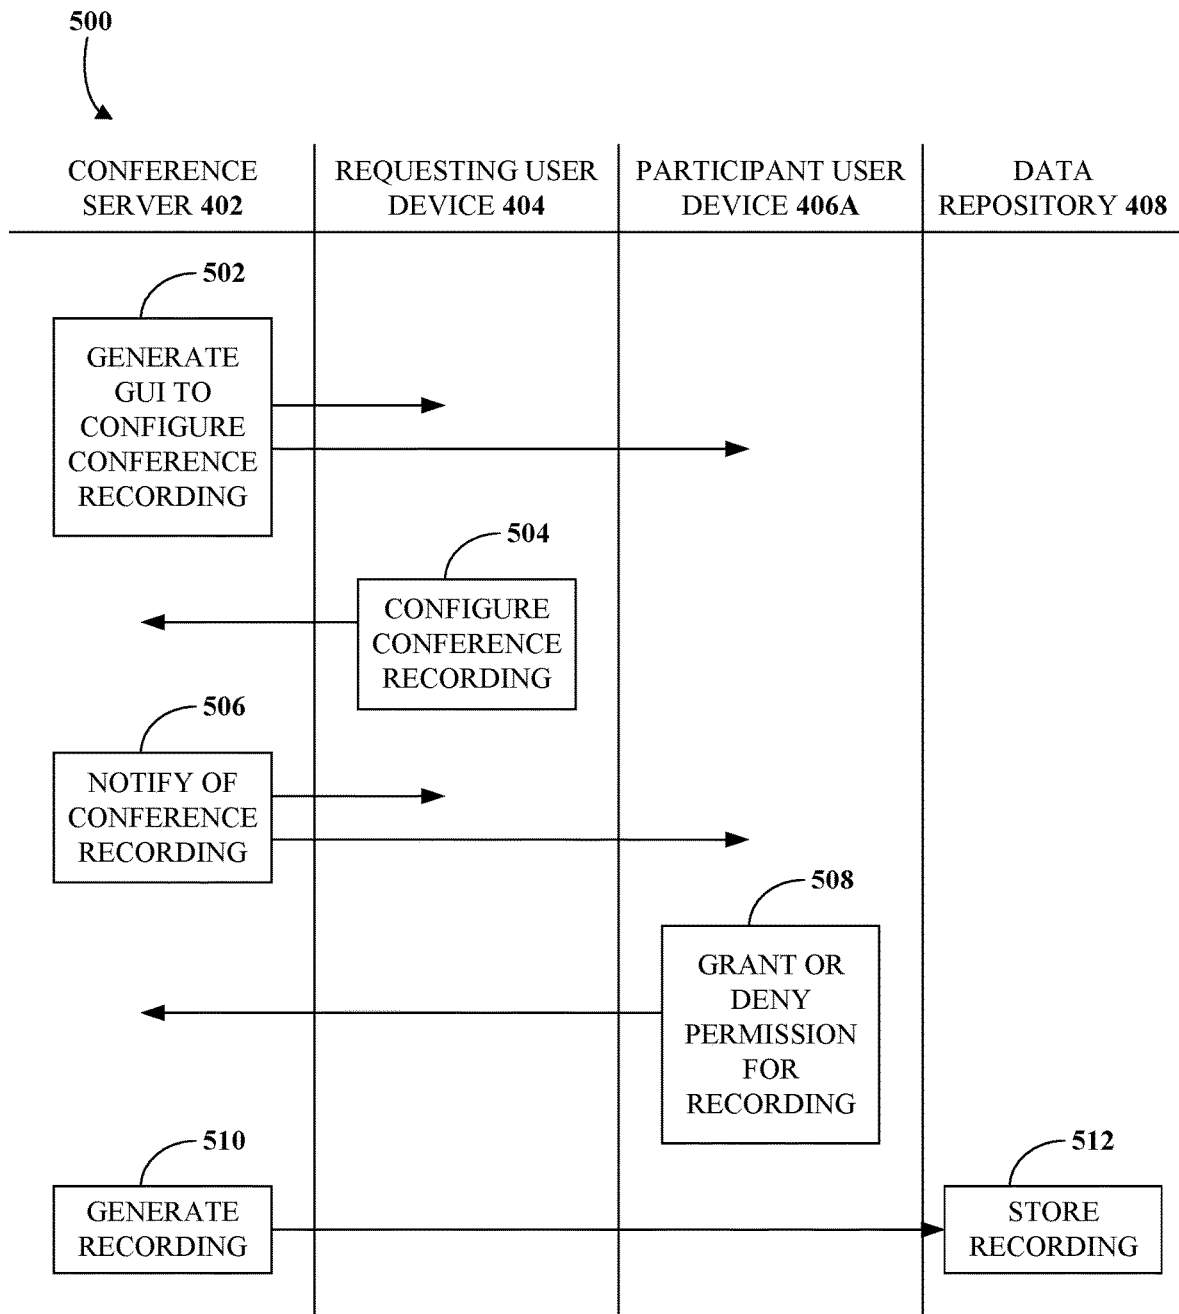 500
CONFERENCE
SERVER 402
REQUESTING USER
DEVICE 404
PARTICIPANT USER
DEVICE 406A
DATA
REPOSITORY 408
502
GENERATE
GUI TO
CONFIGURE
CONFERENCE
RECORDING
504
CONFIGURE
CONFERENCE
RECORDING
506
NOTIFY OF
CONFERENCE
RECORDING
508
GRANT OR
DENY
PERMISSION
FOR
RECORDING
510
GENERATE
RECORDING
512
STORE
RECORDING